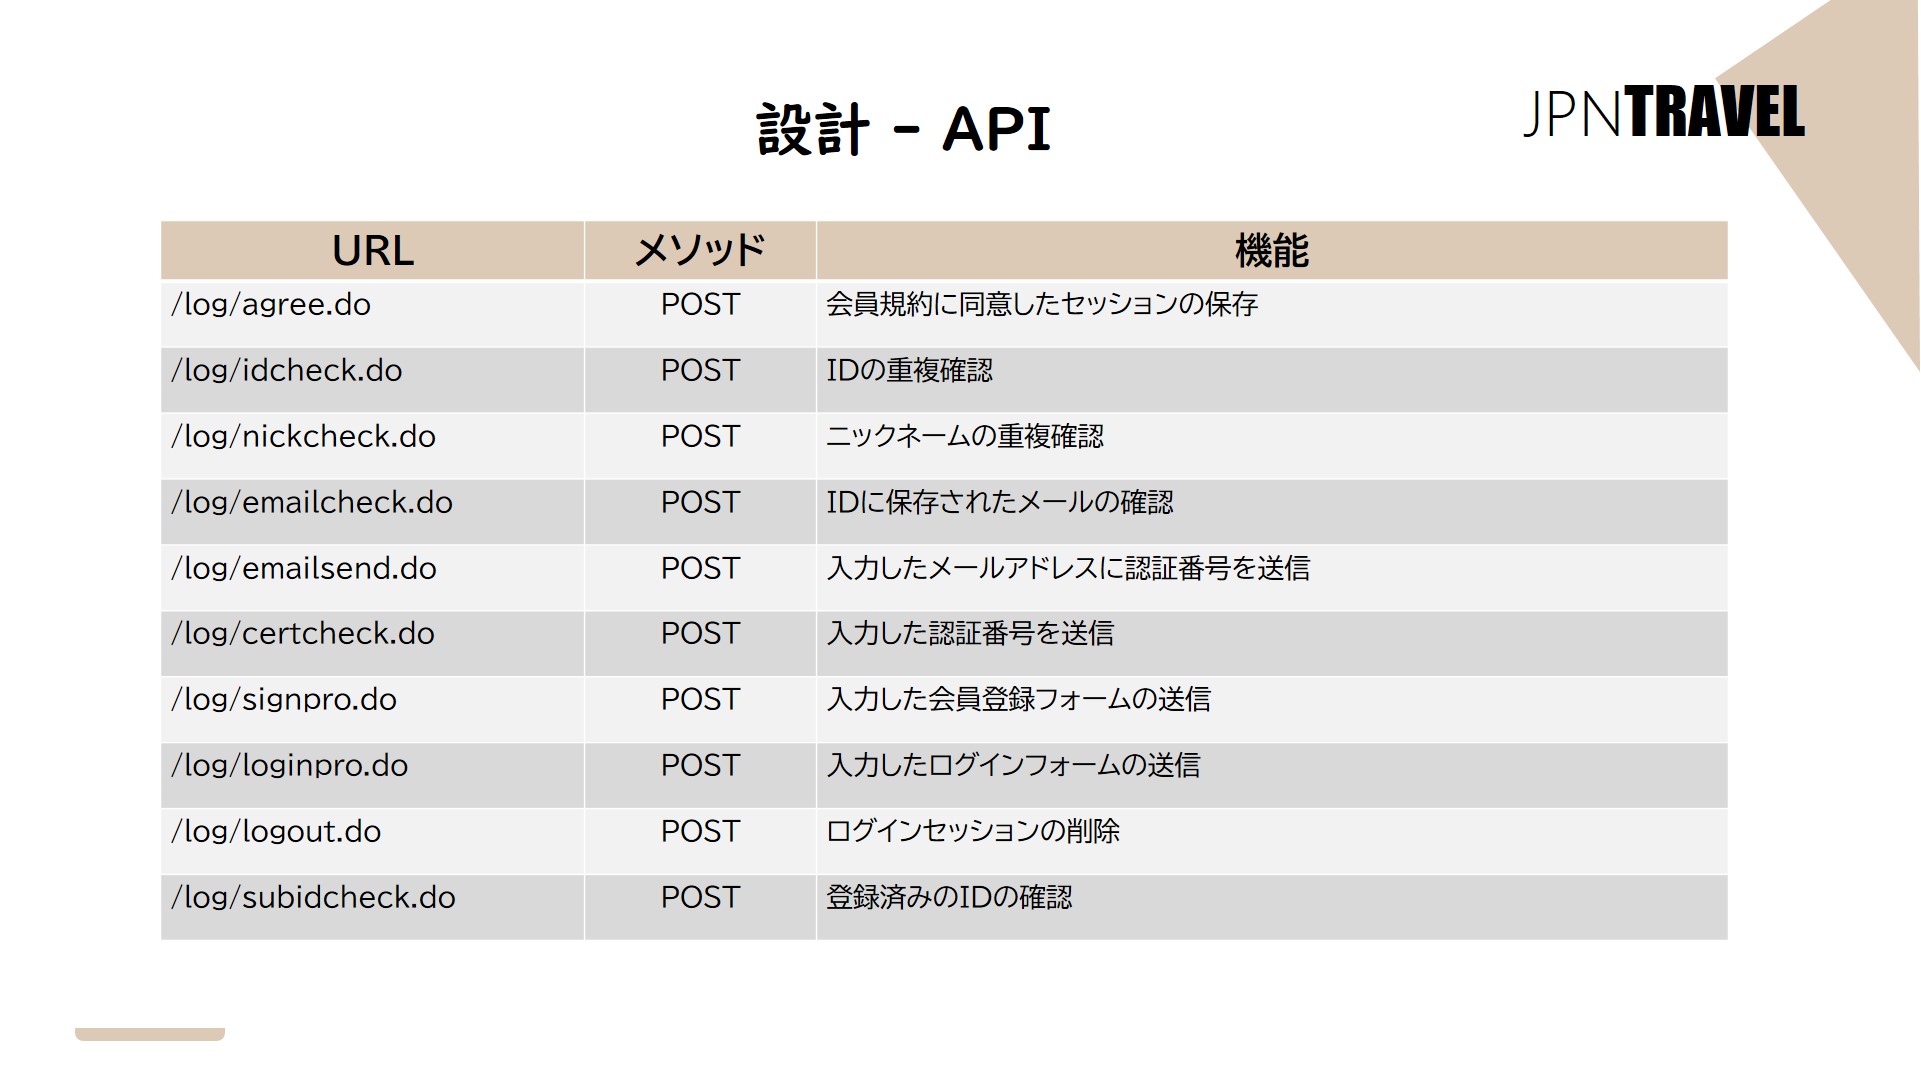 設計 - API
JPNTRAVEL
URL メソッド 機能
/log/agree.do POST 会員規約に同意したセッションの保存
/log/idcheck.do POST IDの重複確認
/log/nickcheck.do POST ニックネームの重複確認
/log/emailcheck.do POST IDに保存されたメールの確認
/log/emailsend.do POST 入力したメールアドレスに認証番号を送信
/log/certcheck.do POST 入力した認証番号を送信
/log/signpro.do POST 入力した会員登録フォームの送信
/log/loginpro.do POST 入力したログインフォームの送信
/log/logout.do POST ログインセッションの削除
/log/subidcheck.do POST 登録済みのIDの確認